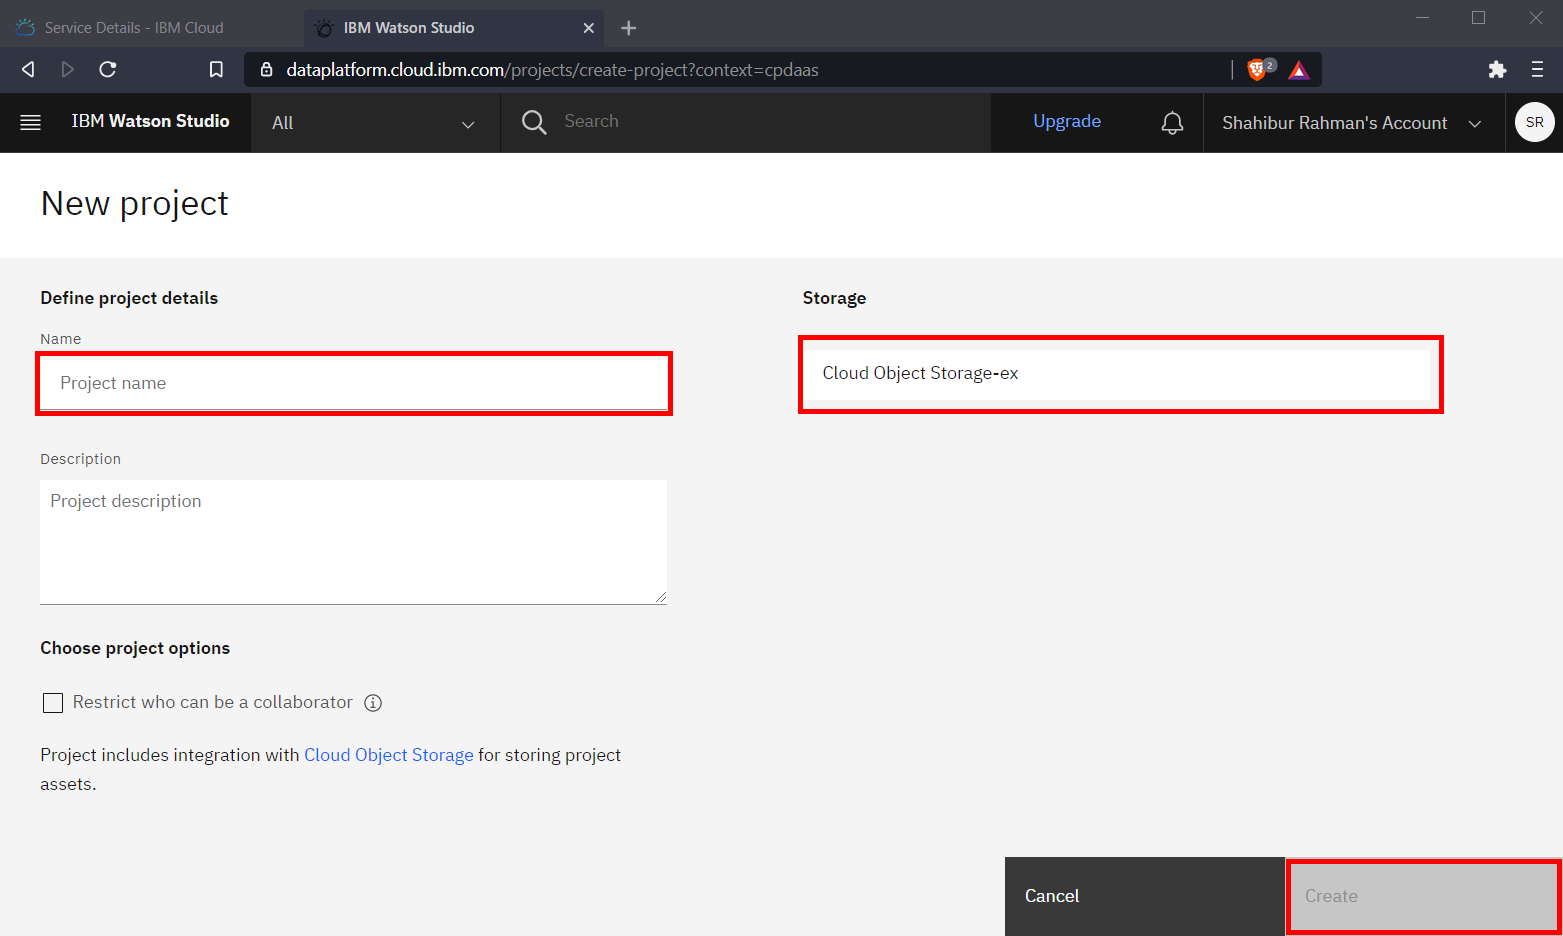 Service Details - IBM Cloud
IBM Watson Studio
dataplatform.cloud.ibm.com/projects/create-project?context=cpdaas
2
IBM Watson Studio
All
Search
Upgrade
Shahibur Rahman's Account
SR
New project
Define project details
Name
Project name
Description
Project description
Choose project options
Restrict who can be a collaborator
Project includes integration with Cloud Object Storage for storing project
assets.
Storage
Cloud Object Storage-ex
Cancel
Create